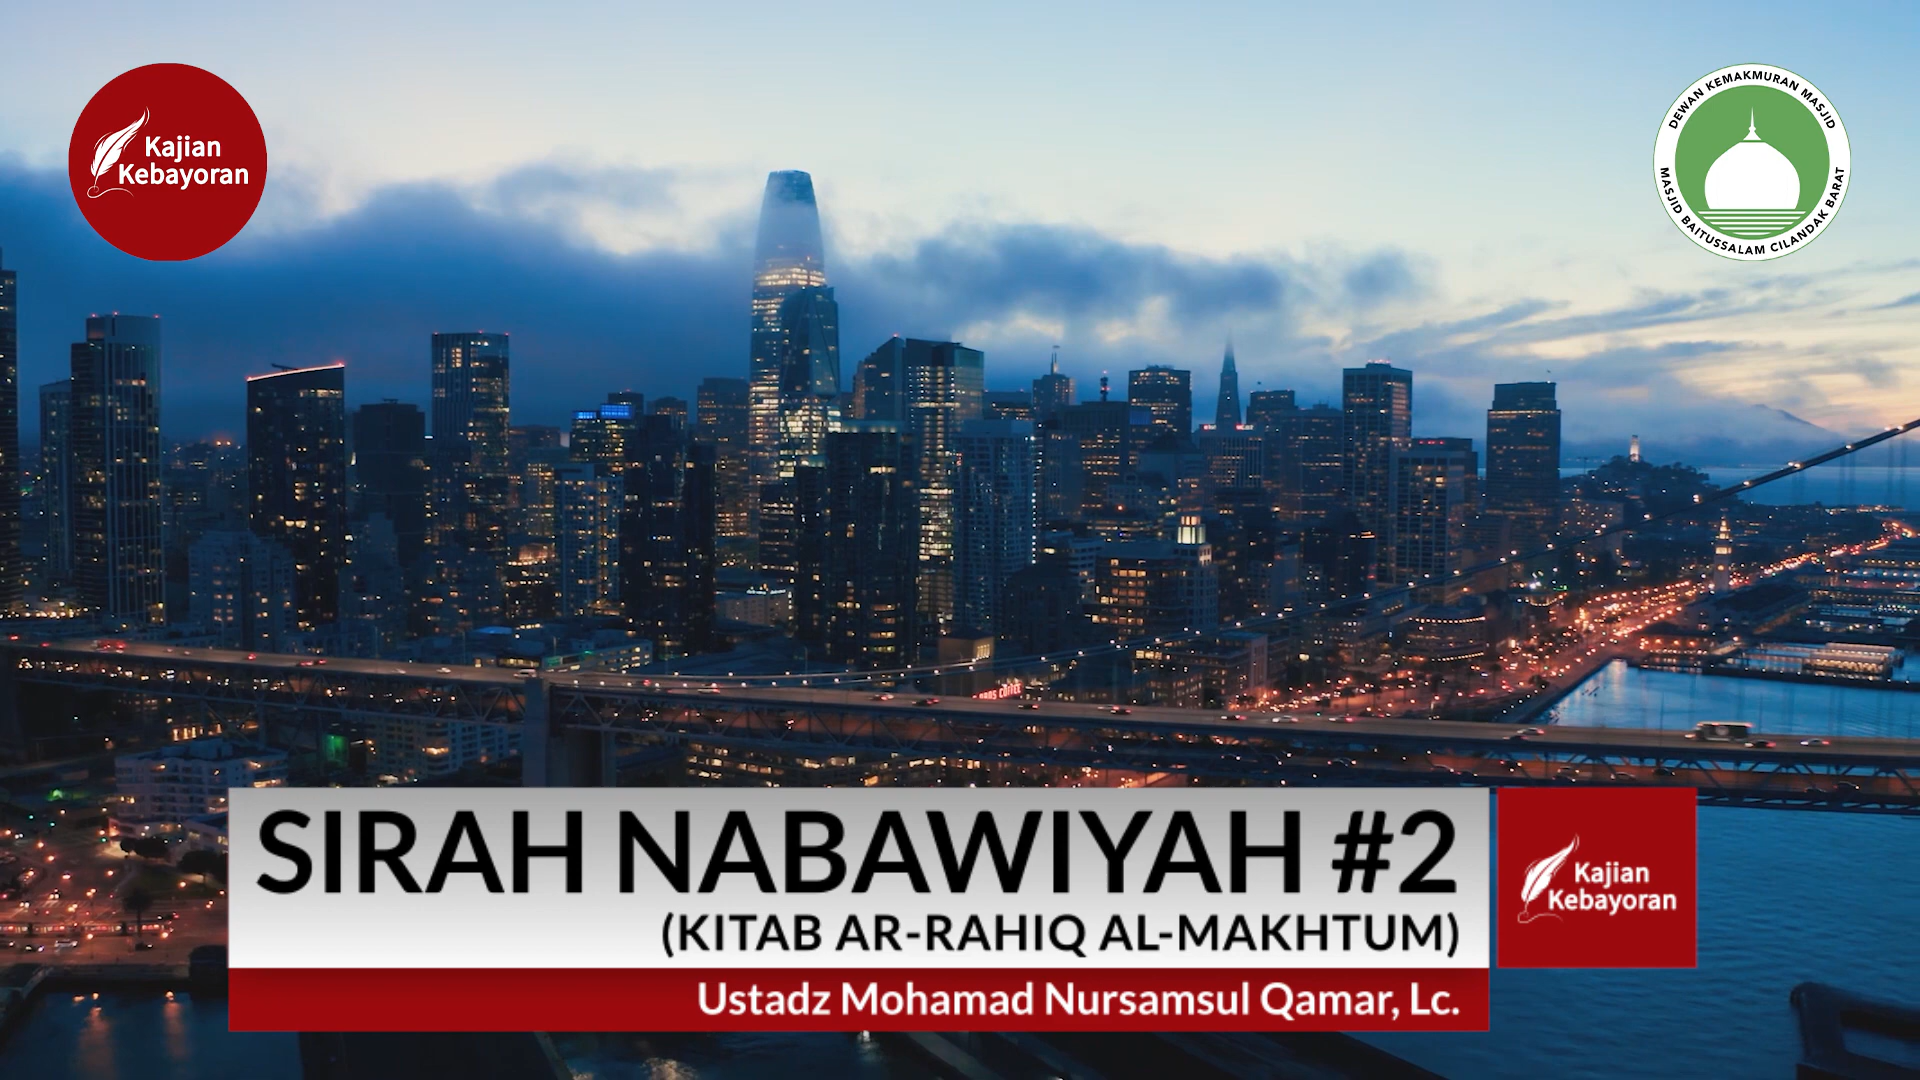 Kajian
Kebayoran
DEWAN KEMAKMURAN MASJID
MASJID BAITUSSALAM CILANDAK BARAT
SIRAH NABAWIYAH #2
(KITAB AR-RAHIQ AL-MAKHTUM)
Ustadz Mohamad Nursamsul Qamar, Lc.
Kajian
Kebayoran